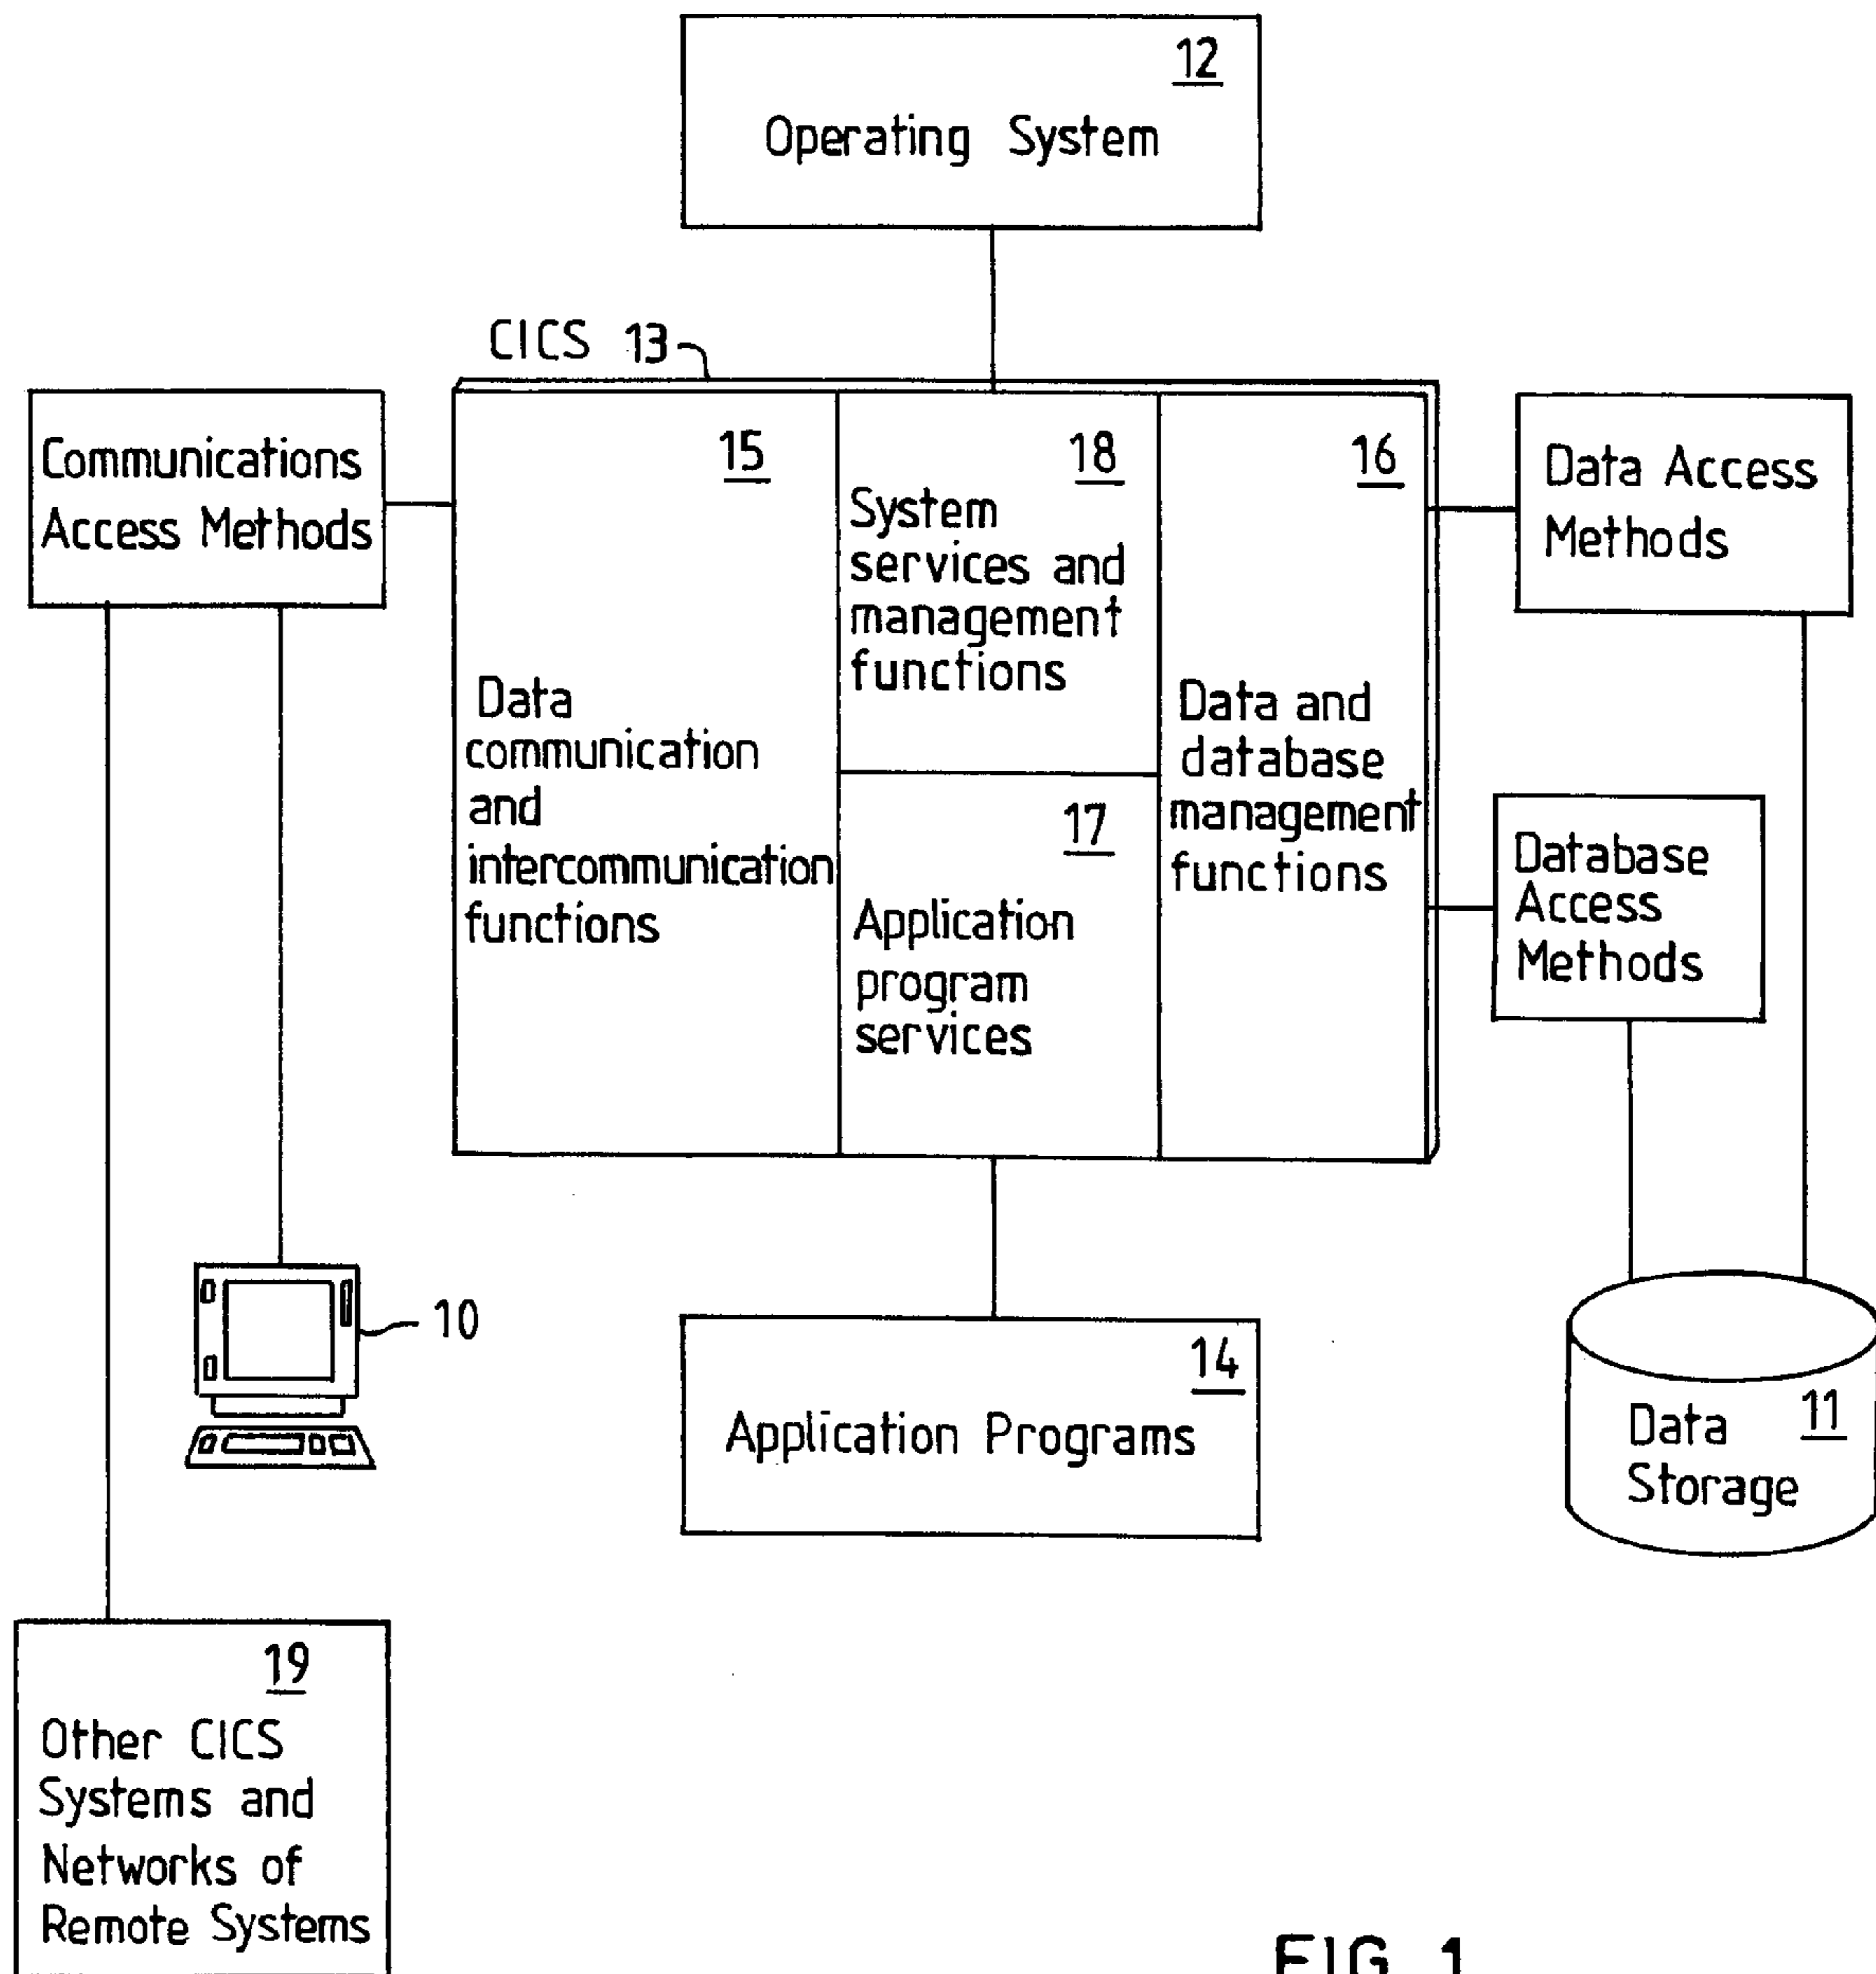 12
Operating System
CICS 13
Communications
Access Methods
15
Data
communication
and
intercommunication
functions
18
System
services and
management
functions
17
Application
program
services
16
Data and
database
management
functions
Data Access
Methods
Database
Access
Methods
10
14
Application Programs
11
Data
Storage
19
Other CICS
Systems and
Networks of
Remote Systems
FIG. 1